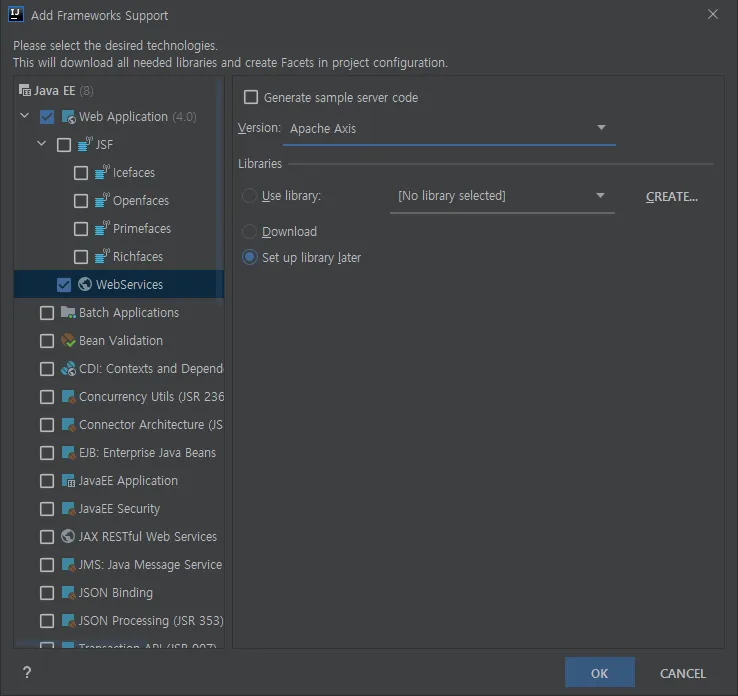 Add Frameworks Support
Please select the desired technologies.
This will download all needed libraries and create Facets in project configuration.
Java EE (8)
Web Application (4.0)
JSF
Icefaces
Openfaces
Primefaces
Richfaces
WebServices
Batch Applications
Bean Validation
CDI: Contexts and Depend
Concurrency Utils (JSR 236
Connector Architecture (JS
EJB: Enterprise Java Beans
JavaEE Application
JavaEE Security
JAX RESTful Web Services
JMS: Java Message Service
JSON Binding
JSON Processing (JSR 353)
Transaction API (JSR 907)
Generate sample server code
Version: Apache Axis
Libraries
Use library: [No library selected] CREATE...
Download
Set up library later
? OK CANCEL